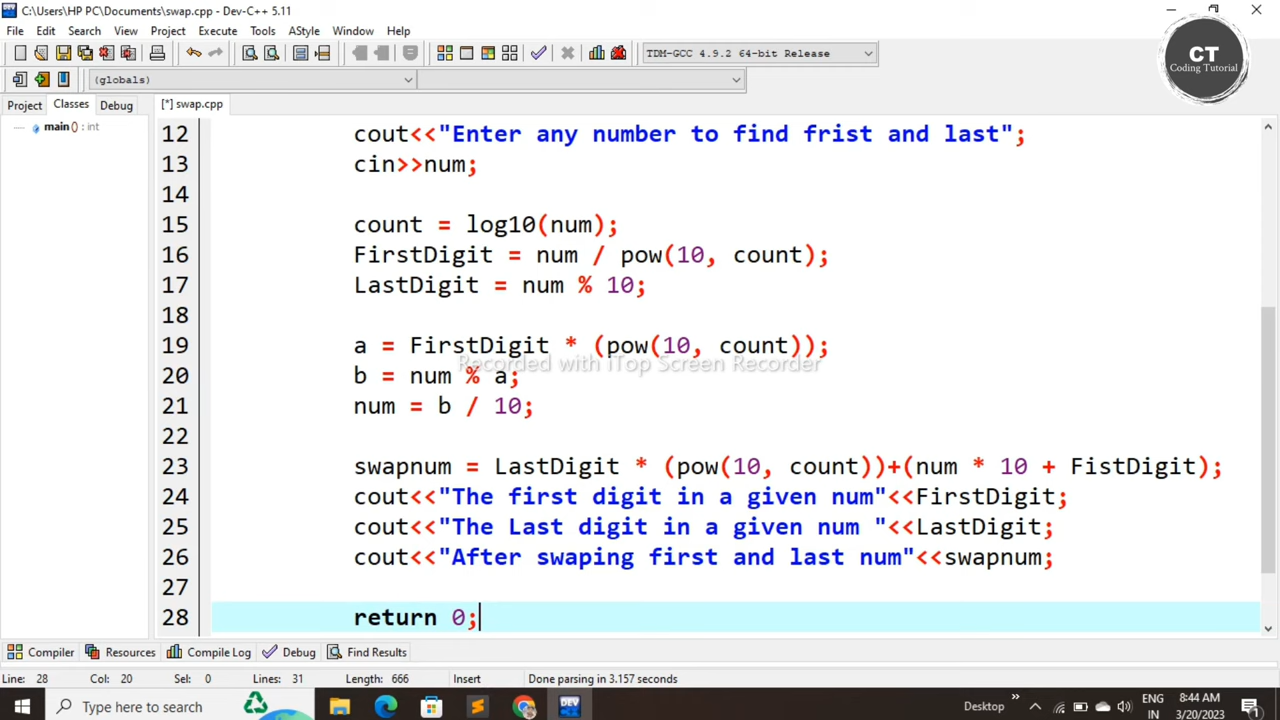 C:\Users\HP PC\Documents\swap.cpp - Dev-C++ 5.11
File Edit Search View Project Execute Tools AStyle Window Help
TDM-GCC 4.9.2 64-bit Release
(globals)
CT
Coding Tutorial
Project Classes Debug
[*] swap.cpp
main () : int
12 cout<<"Enter any number to find frist and last";
13 cin>>num;
14
15 count = log10(num);
16 FirstDigit = num / pow(10, count);
17 LastDigit = num % 10;
18
19 a = FirstDigit * (pow(10, count));
Recorded with iTop Screen Recorder
20 b = num % a;
21 num = b / 10;
22
23 swapnum = LastDigit * (pow(10, count))+(num * 10 + FistDigit);
24 cout<<"The first digit in a given num"<<FirstDigit;
25 cout<<"The Last digit in a given num "<<LastDigit;
26 cout<<"After swaping first and last num"<<swapnum;
27
28 return 0;
Compiler Resources Compile Log Debug Find Results
Line: 28 Col: 20 Sel: 0 Lines: 31 Length: 666 Insert Done parsing in 3.157 seconds
Type here to search
DEV
Desktop
ENG
IN
8:44 AM
3/20/2023
1